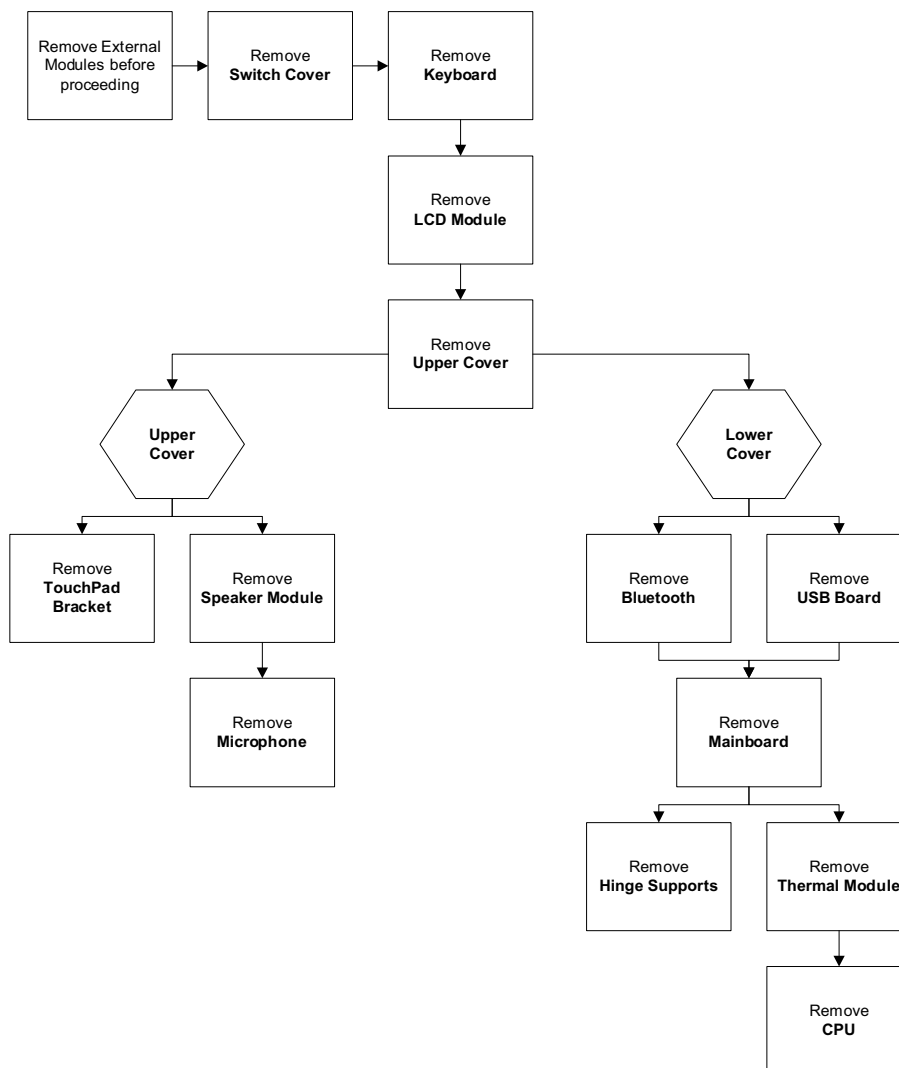 Remove External
Modules before
proceeding
Remove
Switch Cover
Remove
Keyboard
Remove
LCD Module
Remove
Upper Cover
Upper
Cover
Lower
Cover
Remove
TouchPad
Bracket
Remove
Speaker Module
Remove
Bluetooth
Remove
USB Board
Remove
Microphone
Remove
Mainboard
Remove
Hinge Supports
Remove
Thermal Module
Remove
CPU